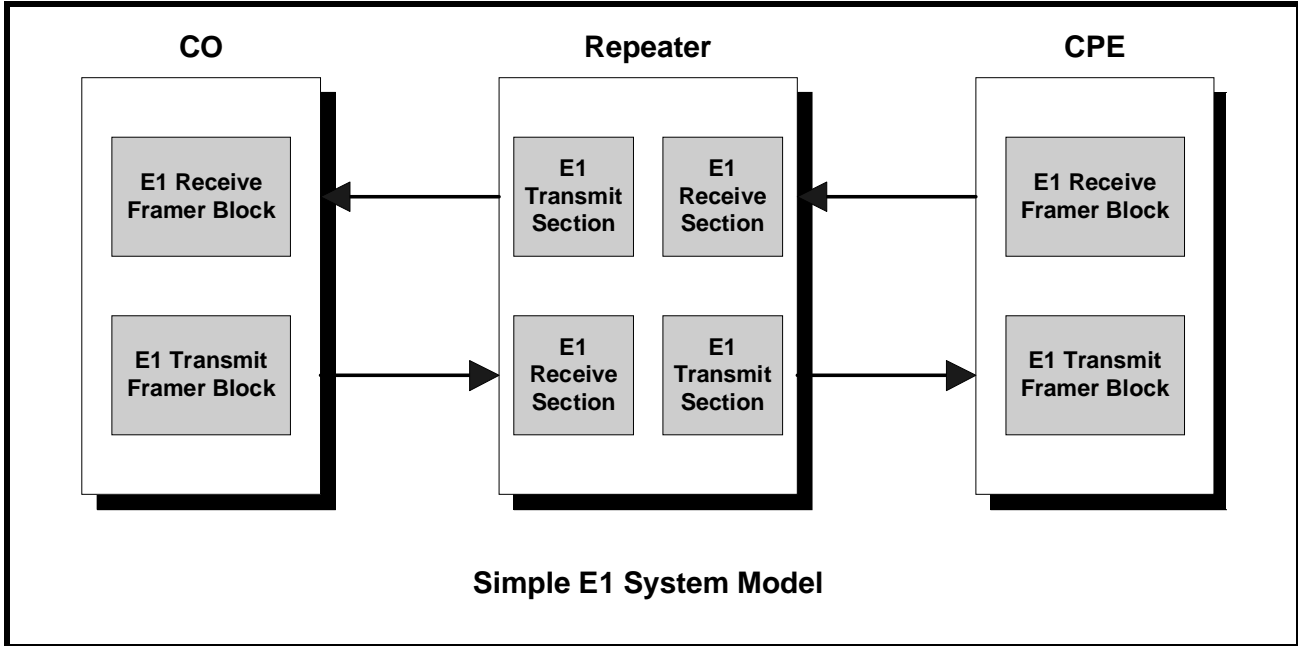 CO
Repeater
CPE
E1 Receive
Framer Block
E1
Transmit
Section
E1
Receive
Section
E1 Receive
Framer Block
E1 Transmit
Framer Block
E1
Receive
Section
E1
Transmit
Section
E1 Transmit
Framer Block
Simple E1 System Model